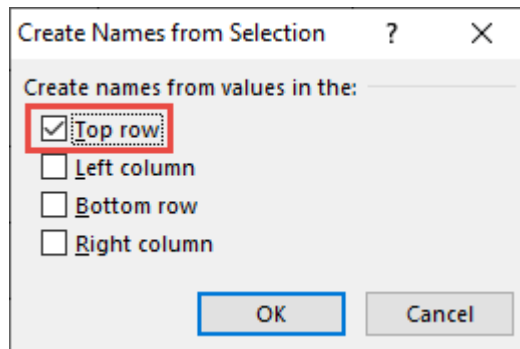 Create Names from Selection ? ×
Create names from values in the:
Top row
Left column
Bottom row
Right column
OK Cancel